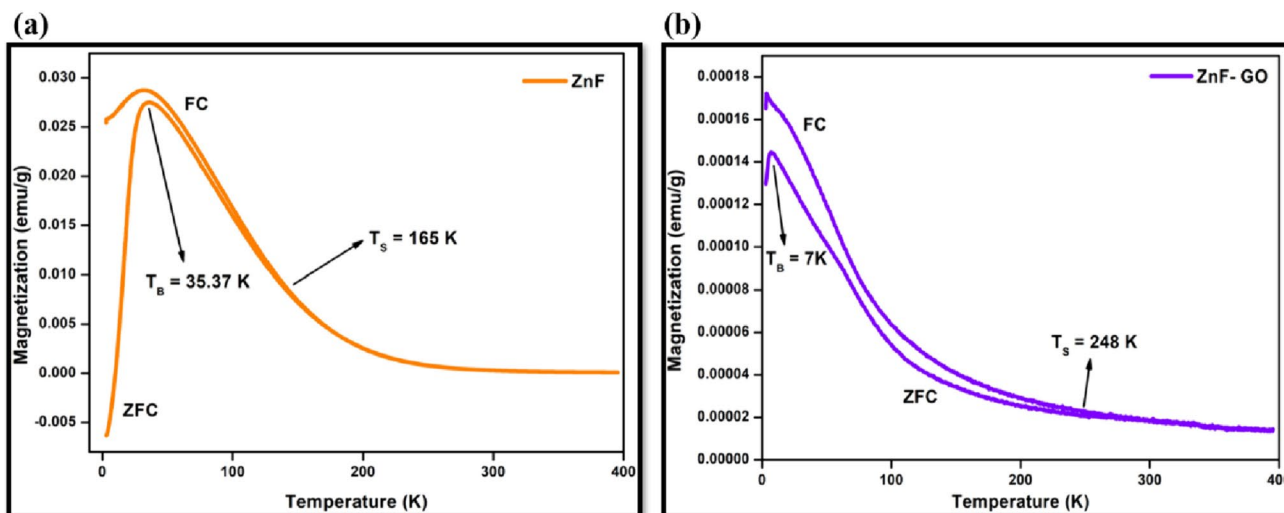 (a)
ZnF
FC
ZFC
T_B = 35.37 K
T_S = 165 K
0.030
0.025
0.020
0.015
0.010
0.005
0.000
-0.005
Magnetization (emu/g)
0
100
200
300
400
Temperature (K)
(b)
ZnF- GO
FC
ZFC
T_B = 7K
T_S = 248 K
0.00018
0.00016
0.00014
0.00012
0.00010
0.00008
0.00006
0.00004
0.00002
0.00000
Magnetization (emu/g)
0
100
200
300
40
Temperature (K)